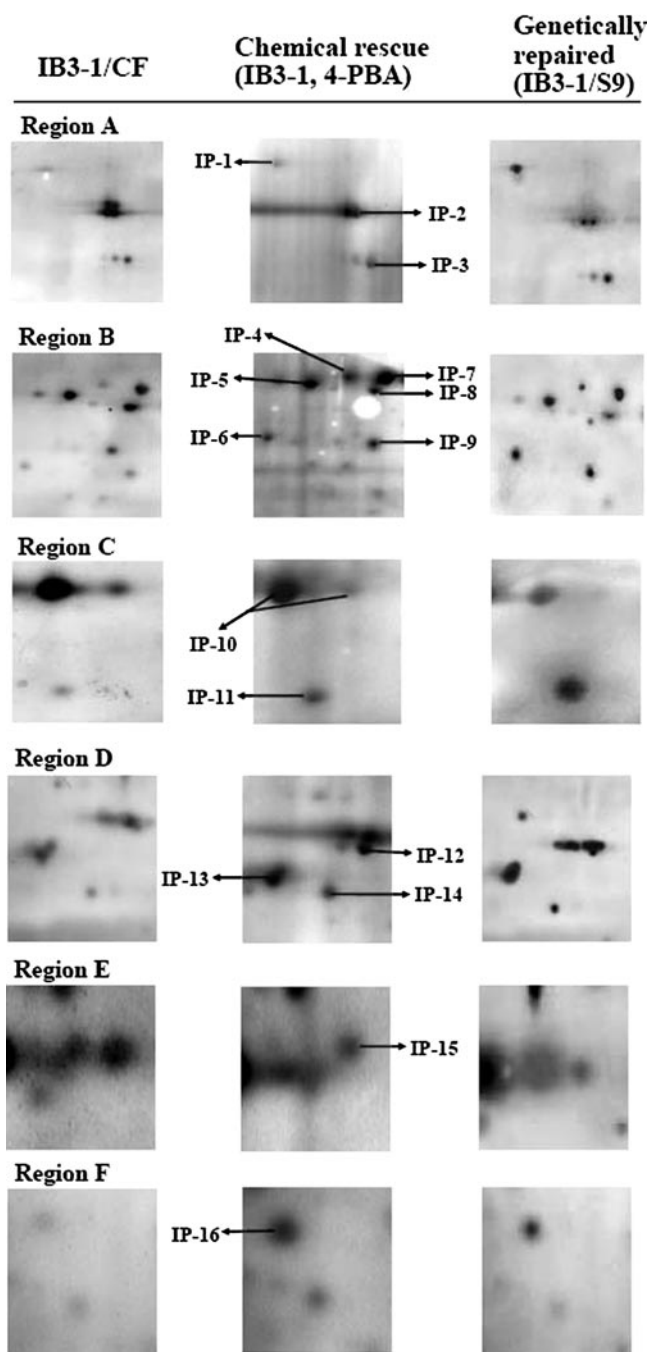 IB3-1/CF
Chemical rescue
(IB3-1, 4-PBA)
Genetically
repaired
(IB3-1/S9)
Region A
IP-1
IP-2
IP-3
Region B
IP-4
IP-5
IP-7
IP-8
IP-6
IP-9
Region C
IP-10
IP-11
Region D
IP-12
IP-13
IP-14
Region E
IP-15
Region F
IP-16